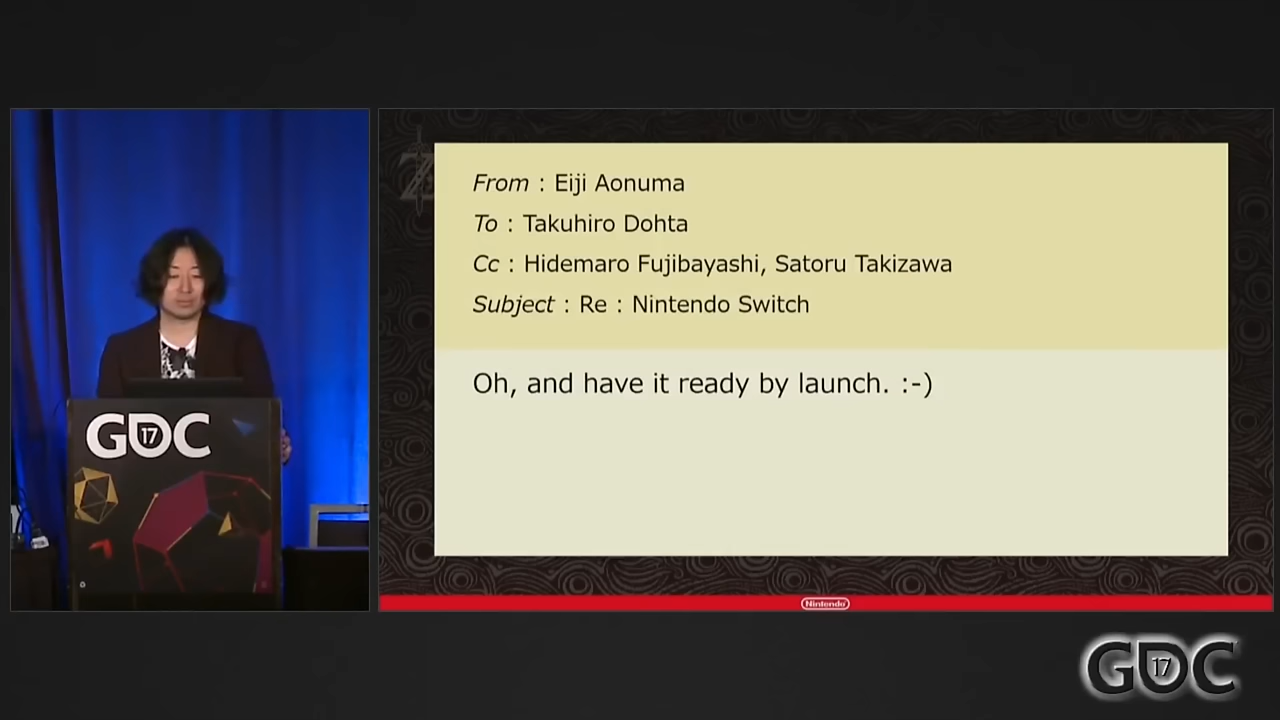 From : Eiji Aonuma
To : Takuhiro Dohta
Cc : Hidemaro Fujibayashi, Satoru Takizawa
Subject : Re : Nintendo Switch
Oh, and have it ready by launch. :-)
GDC 17
Nintendo
GDC 17